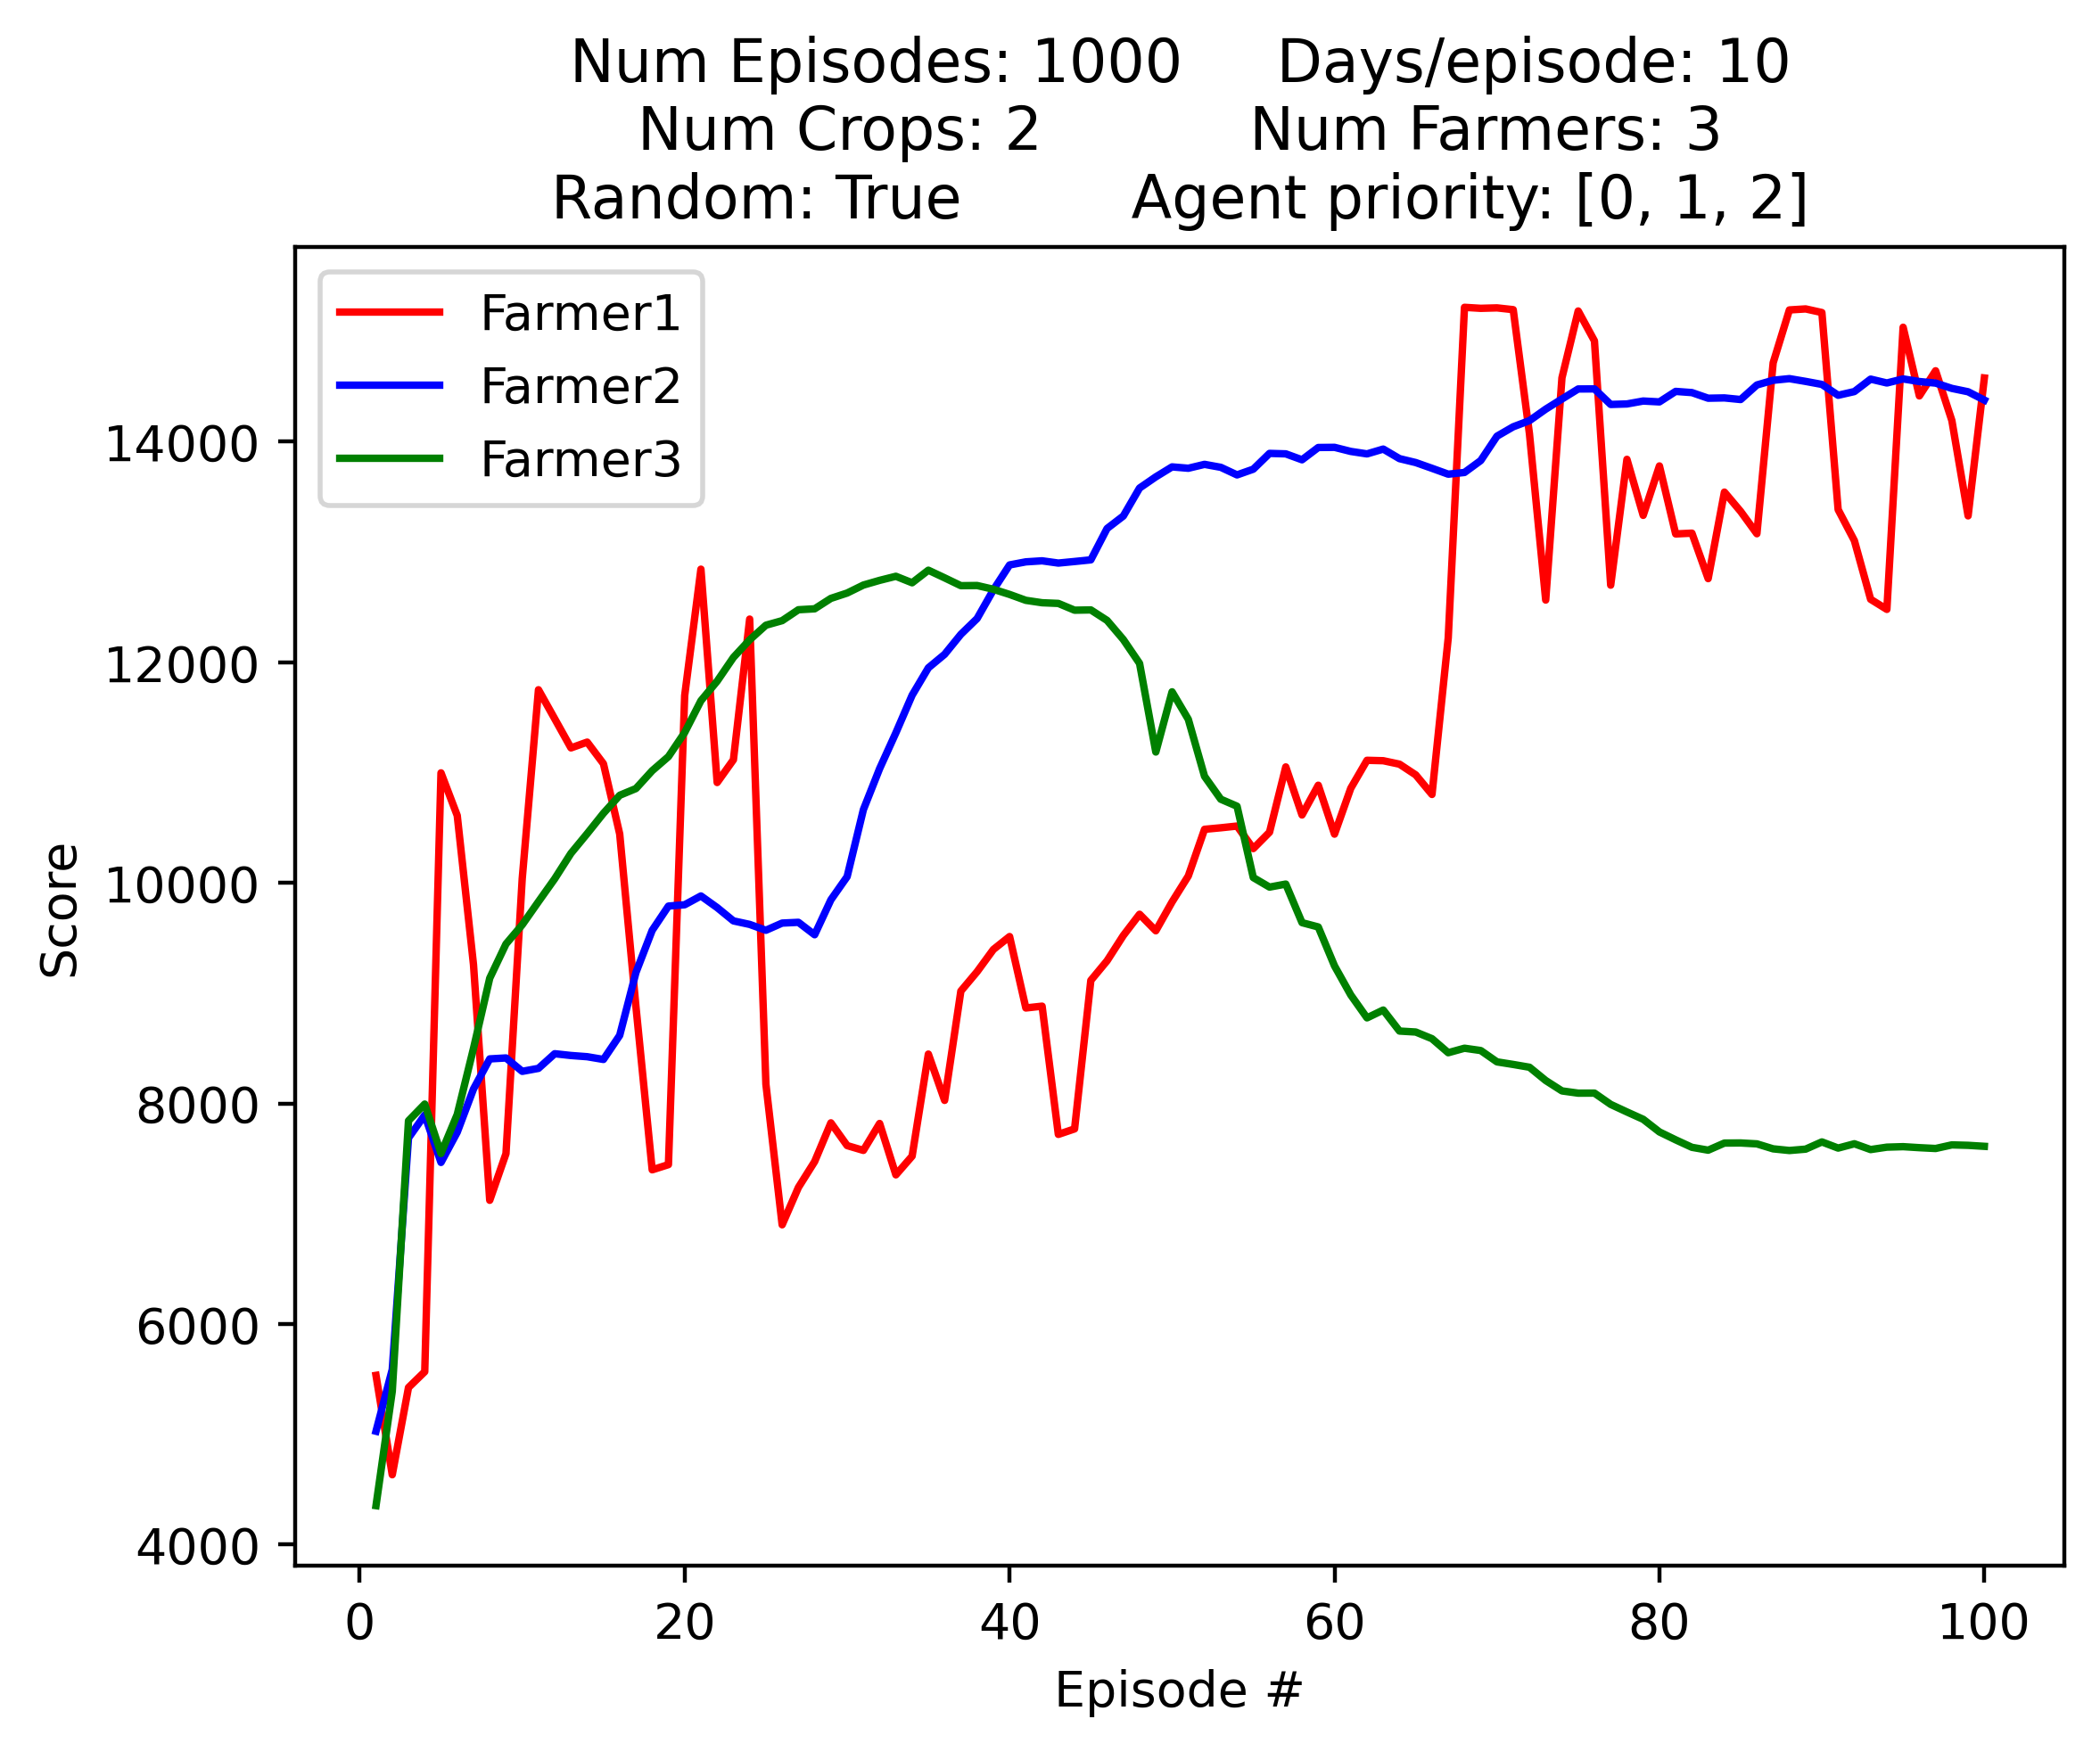 Num Episodes: 1000 Days/episode: 10
Num Crops: 2 Num Farmers: 3
Random: True Agent priority: [0, 1, 2]
Farmer1
Farmer2
Farmer3
14000
12000
10000
8000
6000
4000
Score
0 20 40 60 80 100
Episode #